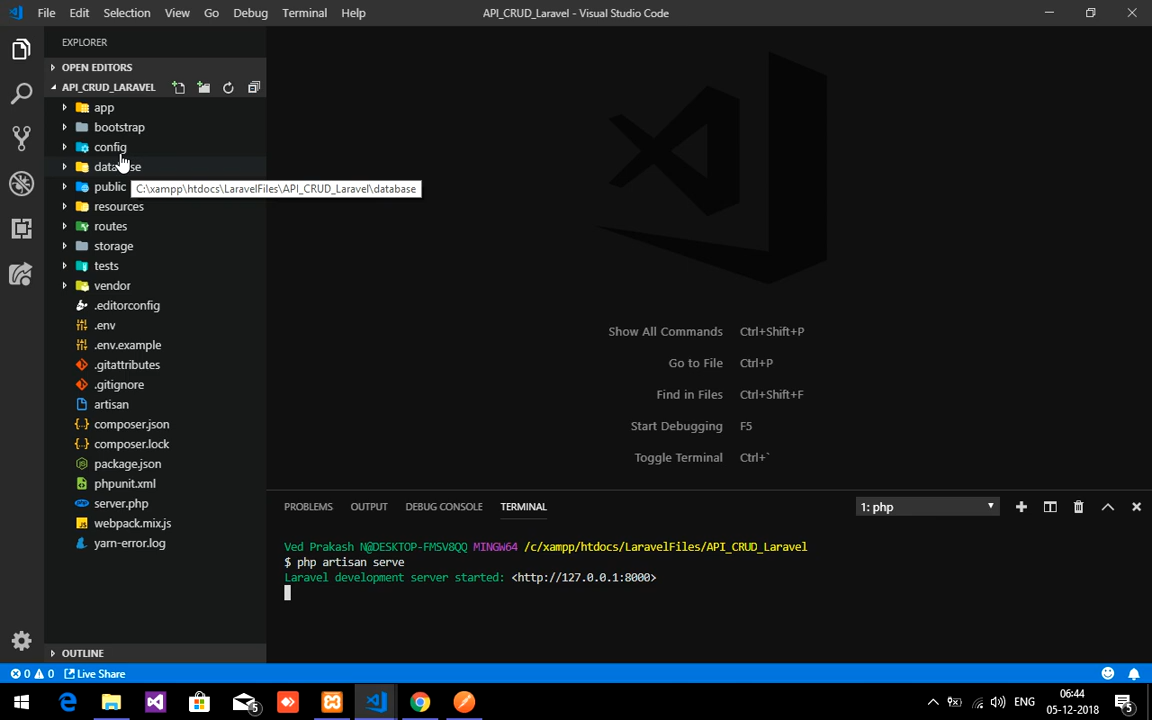 File Edit Selection View Go Debug Terminal Help
API_CRUD_Laravel - Visual Studio Code
EXPLORER
OPEN EDITORS
API_CRUD_LARAVEL
app
bootstrap
config
database
public
C:\xampp\htdocs\LaravelFiles\API_CRUD_Laravel\database
resources
routes
storage
tests
vendor
.editorconfig
.env
.env.example
.gitattributes
.gitignore
artisan
composer.json
composer.lock
package.json
phpunit.xml
server.php
webpack.mix.js
yarn-error.log
OUTLINE
Show All Commands Ctrl+Shift+P
Go to File Ctrl+P
Find in Files Ctrl+Shift+F
Start Debugging F5
Toggle Terminal Ctrl+`
PROBLEMS OUTPUT DEBUG CONSOLE TERMINAL
1: php
Ved Prakash N@DESKTOP-FMSV8QQ MINGW64 /c/xampp/htdocs/LaravelFiles/API_CRUD_Laravel
$ php artisan serve
Laravel development server started: <http://127.0.0.1:8000>
0 0 Live Share
5
ENG
06:44
05-12-2018
5